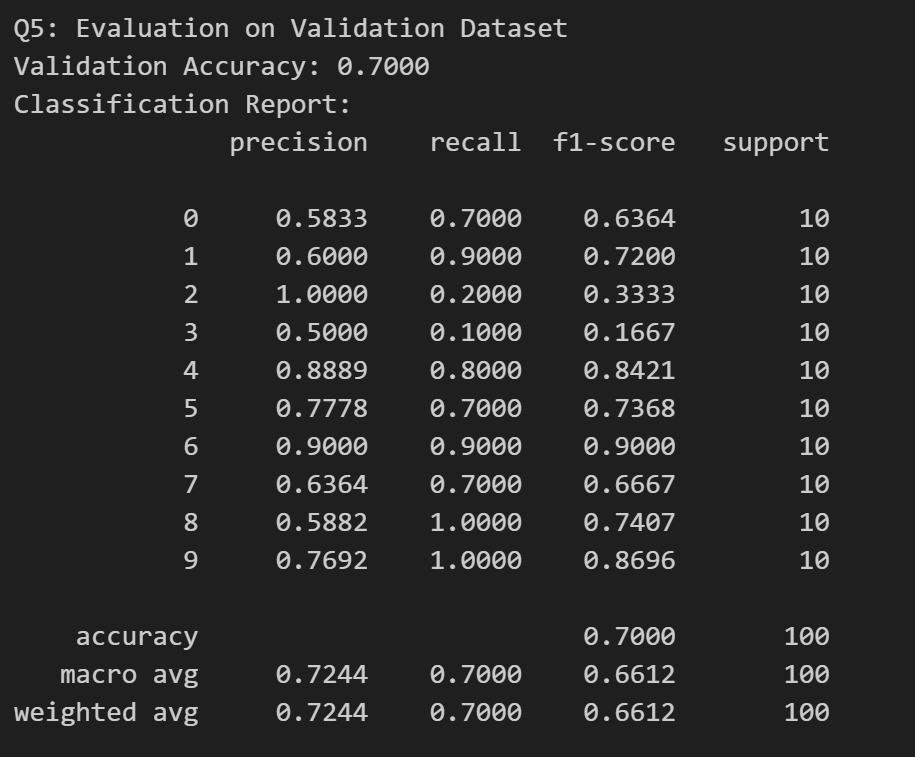 Q5: Evaluation on Validation Dataset
Validation Accuracy: 0.7000
Classification Report:
              precision    recall  f1-score   support

           0     0.5833    0.7000    0.6364        10
           1     0.6000    0.9000    0.7200        10
           2     1.0000    0.2000    0.3333        10
           3     0.5000    0.1000    0.1667        10
           4     0.8889    0.8000    0.8421        10
           5     0.7778    0.7000    0.7368        10
           6     0.9000    0.9000    0.9000        10
           7     0.6364    0.7000    0.6667        10
           8     0.5882    1.0000    0.7407        10
           9     0.7692    1.0000    0.8696        10

    accuracy                         0.7000       100
   macro avg     0.7244    0.7000    0.6612       100
weighted avg     0.7244    0.7000    0.6612       100